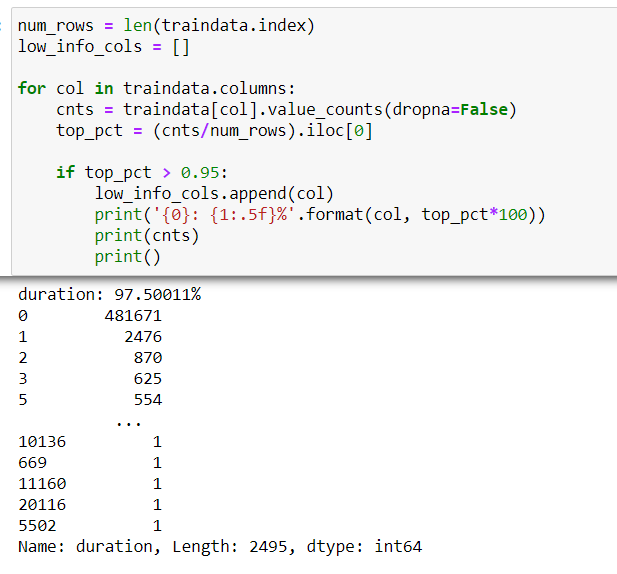 num_rows = len(traindata.index)
low_info_cols = []
for col in traindata.columns:
    cnts = traindata[col].value_counts(dropna=False)
    top_pct = (cnts/num_rows).iloc[0]
    if top_pct > 0.95:
        low_info_cols.append(col)
        print('{0}: {1:.5f}%'.format(col, top_pct*100))
        print(cnts)
        print()
duration: 97.50011%
0        481671
1          2476
2           870
3           625
5           554
          ...
10136         1
669           1
11160         1
20116         1
5502          1
Name: duration, Length: 2495, dtype: int64